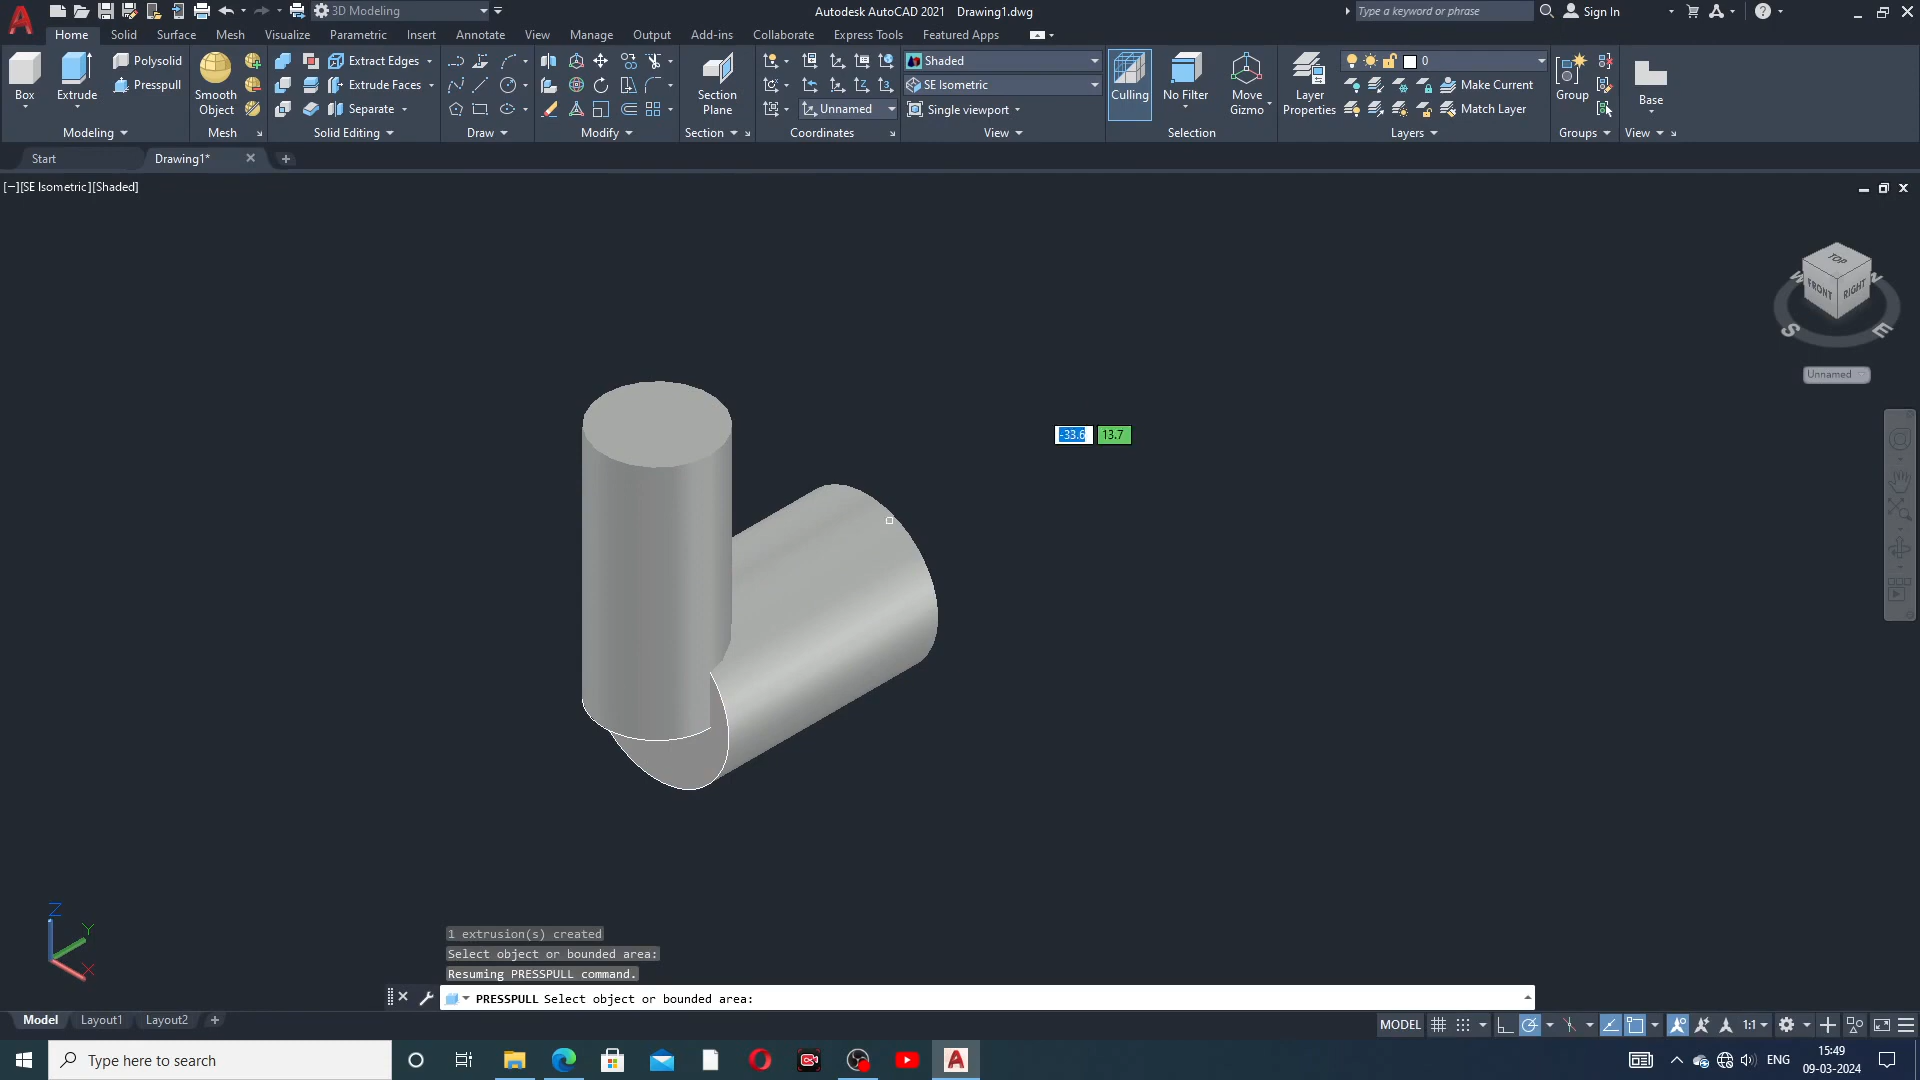 3D Modeling
Autodesk AutoCAD 2021 Drawing1.dwg
Type a keyword or phrase
Sign In
Home Solid Surface Mesh Visualize Parametric Insert Annotate View Manage Output Add-ins Collaborate Express Tools Featured Apps
Box
Extrude
Polysolid
Presspull
Modeling
Smooth
Object
Mesh
Extract Edges
Extrude Faces
Separate
Solid Editing
Draw
Modify
Section
Plane
Section
Unnamed
Coordinates
Shaded
SE Isometric
Single viewport
View
Culling
No Filter
Move
Gizmo
Selection
Layer
Properties
0
Make Current
Match Layer
Layers
Group
Groups
Base
View
Start
Drawing1*
[−][SE Isometric][Shaded]
TOP
FRONT
RIGHT
W
N
S
E
Unnamed
-33.6
13.7
Z
Y
X
1 extrusion(s) created
Select object or bounded area:
Resuming PRESSPULL command.
PRESSPULL Select object or bounded area:
Model
Layout1
Layout2
MODEL
1:1
Type here to search
ENG
15:49
09-03-2024